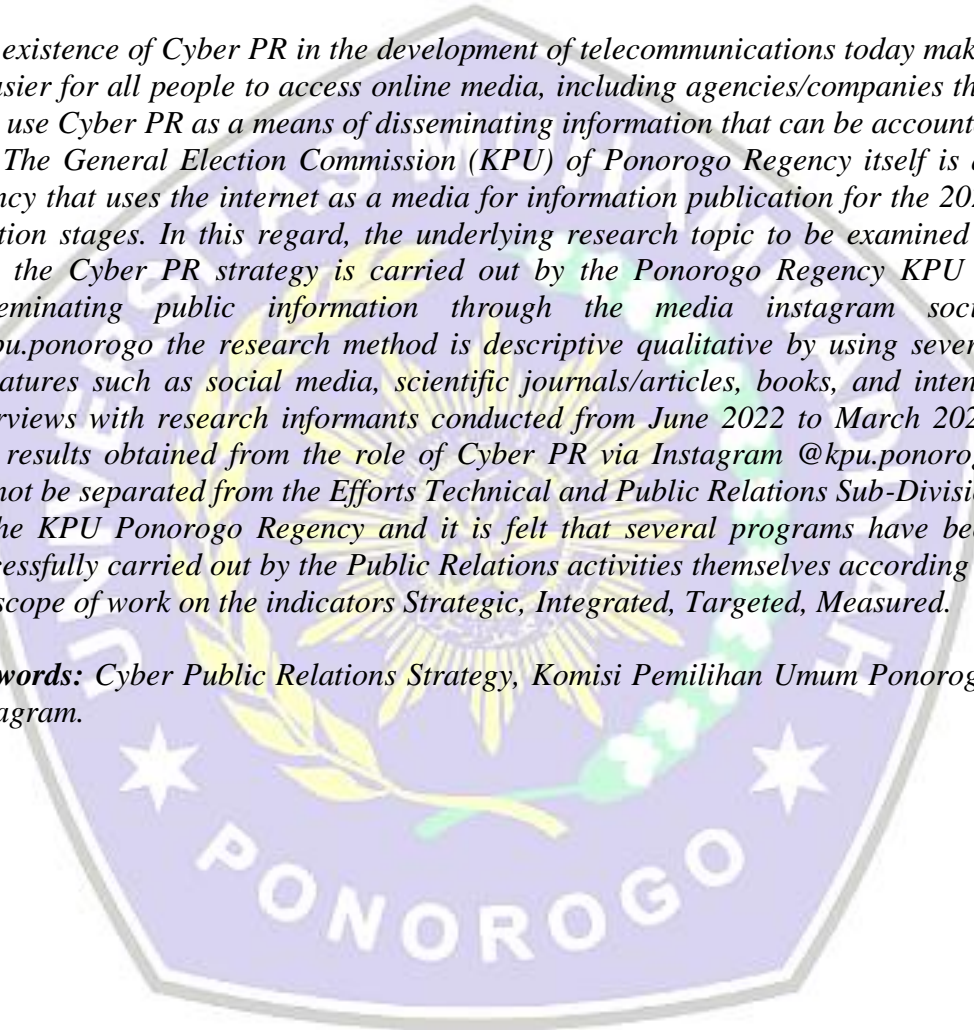 existence of Cyber PR in the development of telecommunications today mak
asier for all people to access online media, including agencies/companies th
use Cyber PR as a means of disseminating information that can be account
The General Election Commission (KPU) of Ponorogo Regency itself is
ncy that uses the internet as a media for information publication for the 20
tion stages. In this regard, the underlying research topic to be examined
the Cyber PR strategy is carried out by the Ponorogo Regency KPU
eminating public information through the media instagram soci
pu.ponorogo the research method is descriptive qualitative by using sever
atures such as social media, scientific journals/articles, books, and inten
rviews with research informants conducted from June 2022 to March 202
results obtained from the role of Cyber PR via Instagram @kpu.ponorog
not be separated from the Efforts Technical and Public Relations Sub-Divisi
he KPU Ponorogo Regency and it is felt that several programs have be
cessfully carried out by the Public Relations activities themselves according
scope of work on the indicators Strategic, Integrated, Targeted, Measured.
words: Cyber Public Relations Strategy, Komisi Pemilihan Umum Ponorog
agram.
UNIVERSITAS MUHAMMADIYAH
PONOROGO